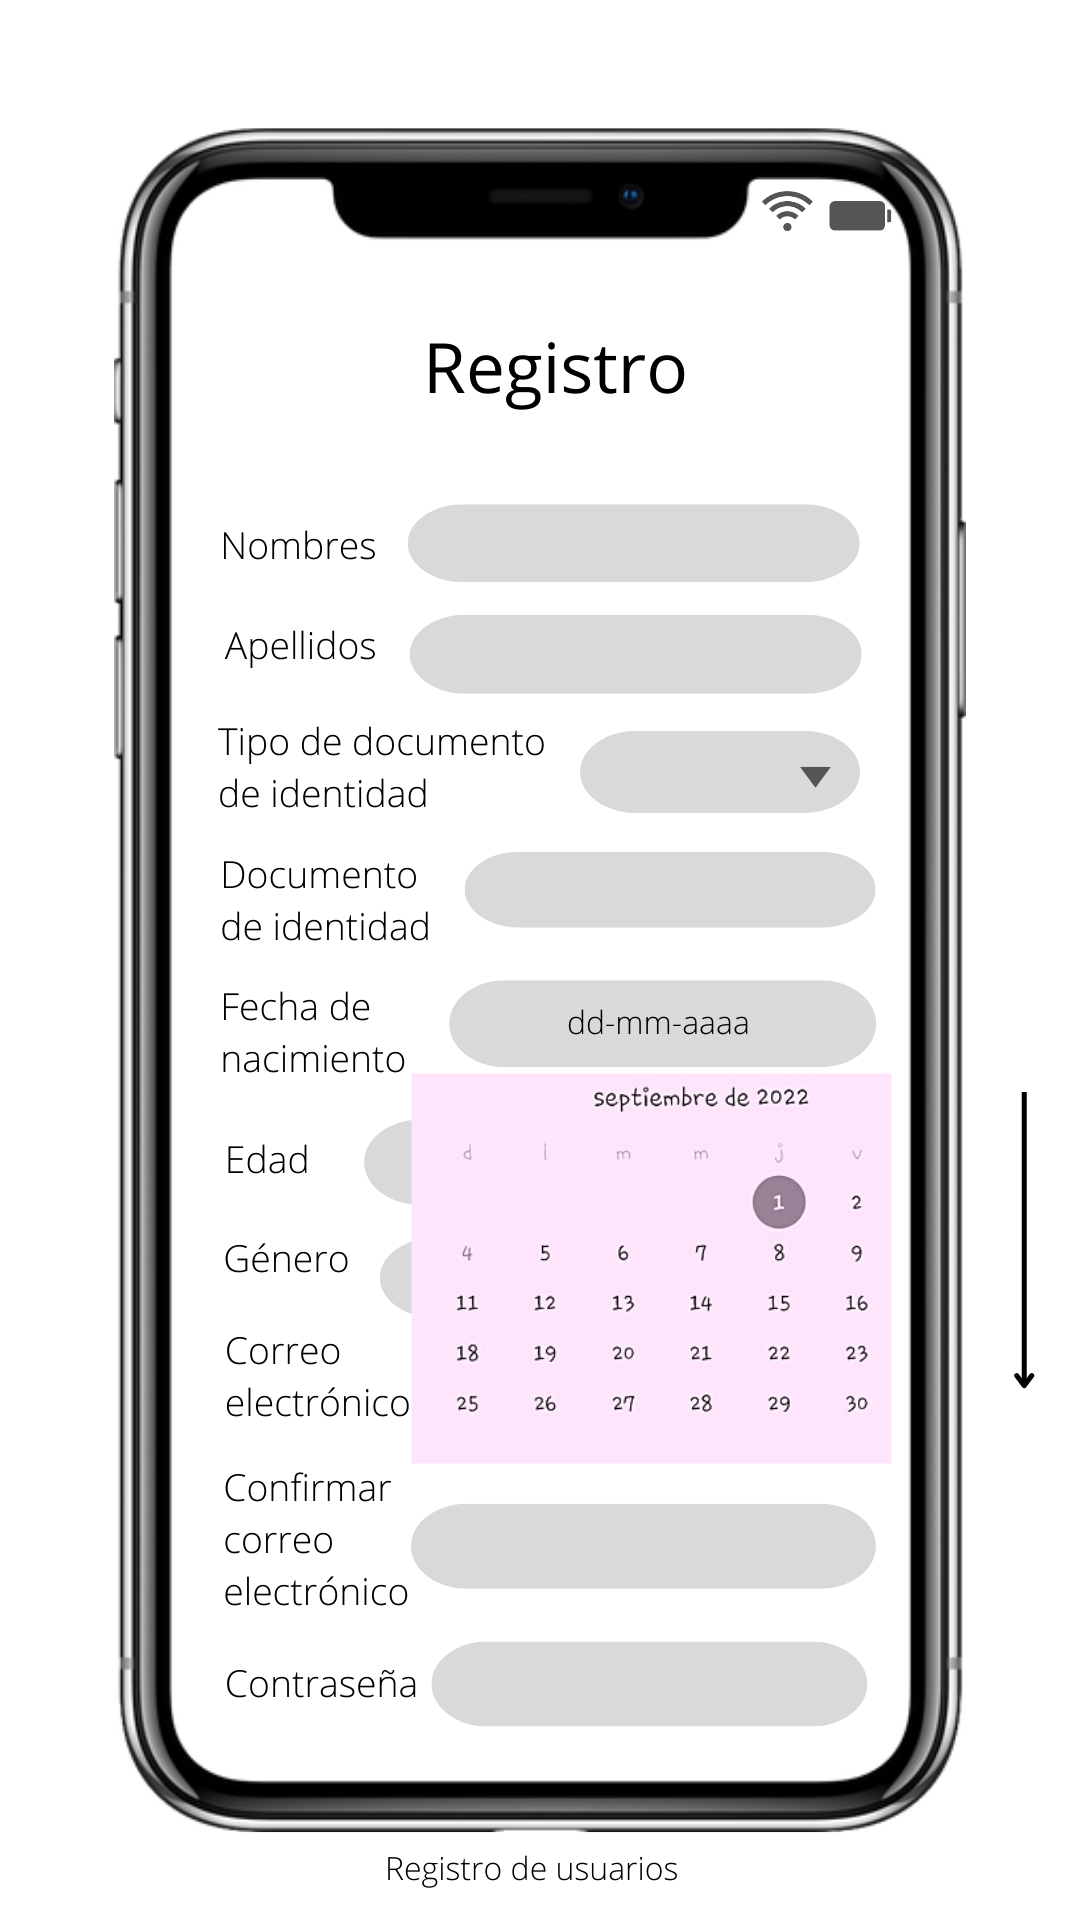 Registro
Nombres
Apellidos
Tipo de documento
de identidad
Documento
de identidad
Fecha de
nacimiento
dd-mm-aaaa
septiembre de 2022
d l m m j v
1 2
4 5 6 7 8 9
11 12 13 14 15 16
18 19 20 21 22 23
25 26 27 28 29 30
Edad
Género
Correo
electrónico
Confirmar
correo
electrónico
Contraseña
Registro de usuarios